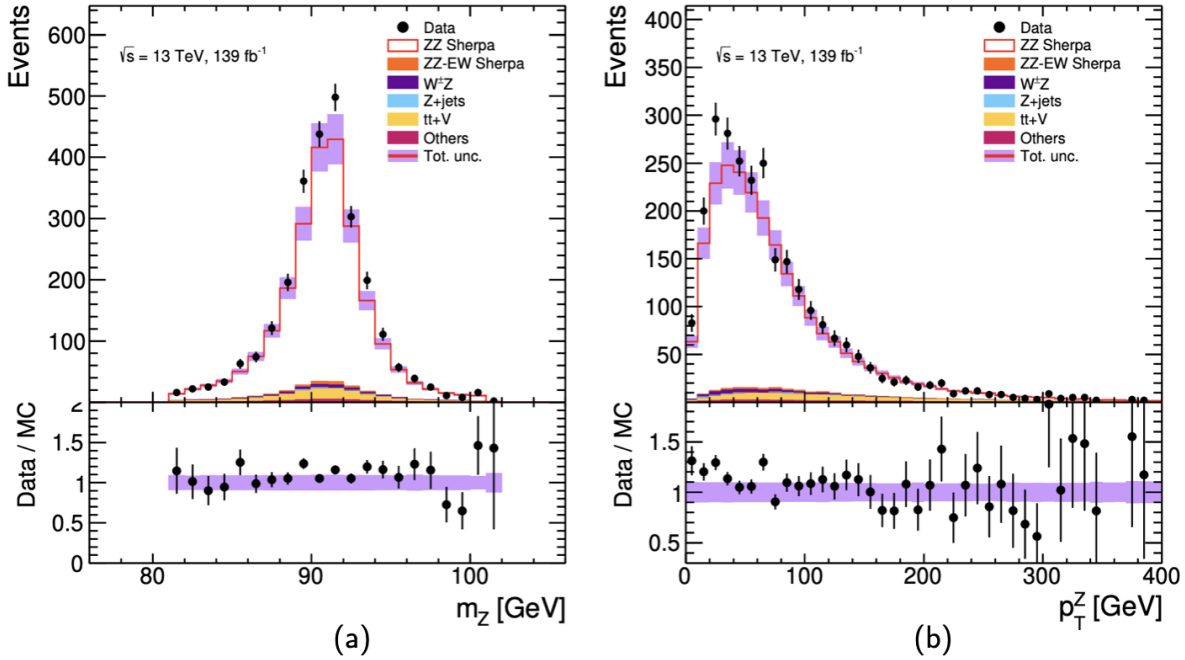 Events
600
500
400
300
200
100
√s = 13 TeV, 139 fb⁻¹
Data
ZZ Sherpa
ZZ-EW Sherpa
W±Z
Z+jets
tt+V
Others
Tot. unc.
Data / MC
2
1.5
1
0.5
0
80
90
100
m_Z [GeV]
(a)
Events
400
350
300
250
200
150
100
50
√s = 13 TeV, 139 fb⁻¹
Data
ZZ Sherpa
ZZ-EW Sherpa
W±Z
Z+jets
tt+V
Others
Tot. unc.
Data / MC
1.5
1
0.5
0
100
200
300
400
p_T^Z [GeV]
(b)